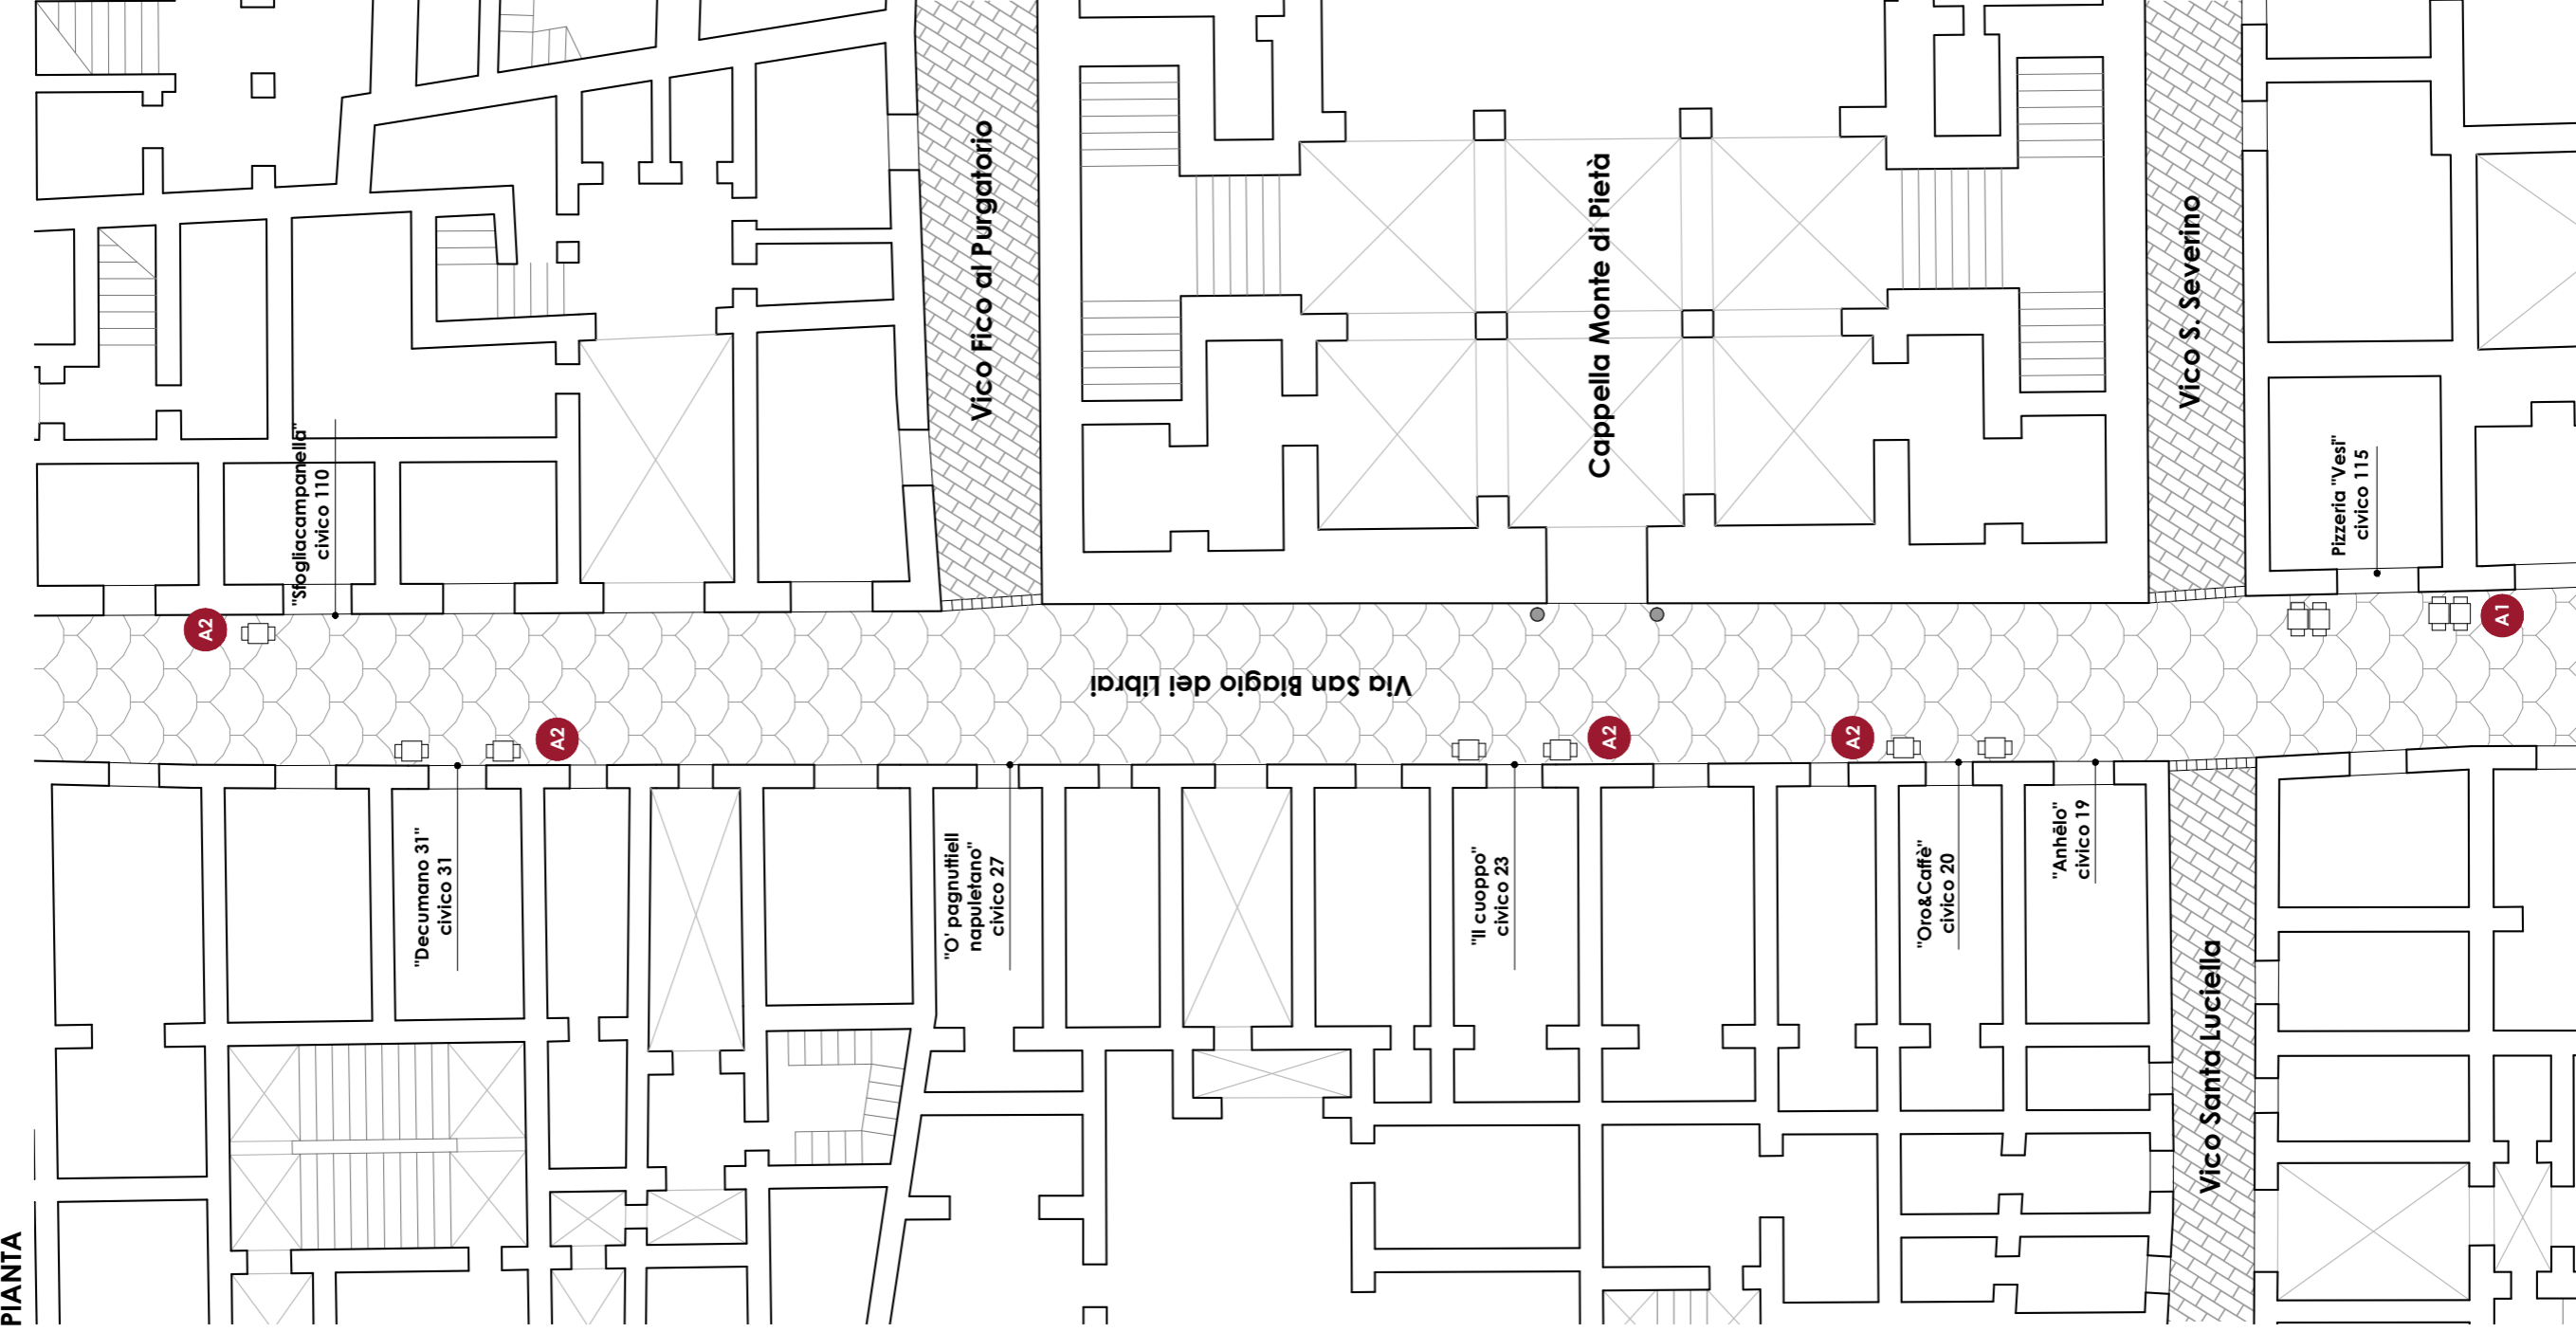 PIANTA
Vico Fico al Purgatorio
Cappella Monte di Pietà
Vico S. Severino
"Sfogliacampanella"
civico 110
Pizzeria "Vesi"
civico 115
A2
A1
Via San Biagio dei Librai
A2
A2
A2
"Decumano 31"
civico 31
"O' pagnuttiell
napuletano"
civico 27
"Il cuoppo"
civico 23
"Oro&Caffè"
civico 20
"Anhélo"
civico 19
Vico Santa Luciella